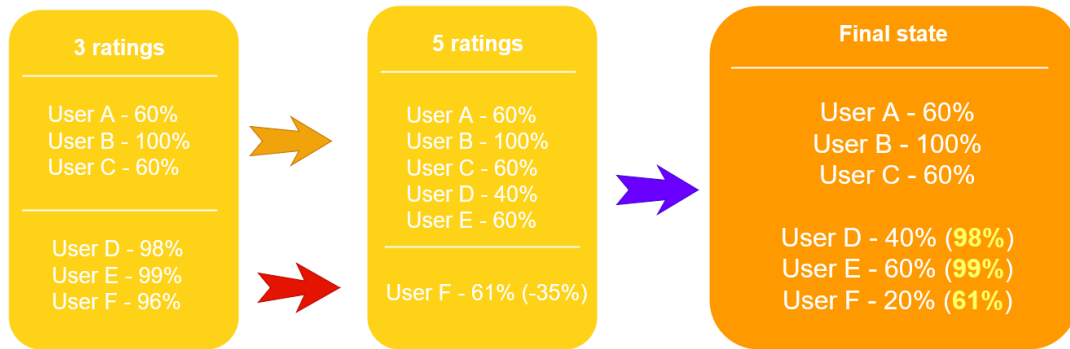 3 ratings
User A - 60%
User B - 100%
User C - 60%
User D - 98%
User E - 99%
User F - 96%
5 ratings
User A - 60%
User B - 100%
User C - 60%
User D - 40%
User E - 60%
User F - 61% (-35%)
Final state
User A - 60%
User B - 100%
User C - 60%
User D - 40% (98%)
User E - 60% (99%)
User F - 20% (61%)